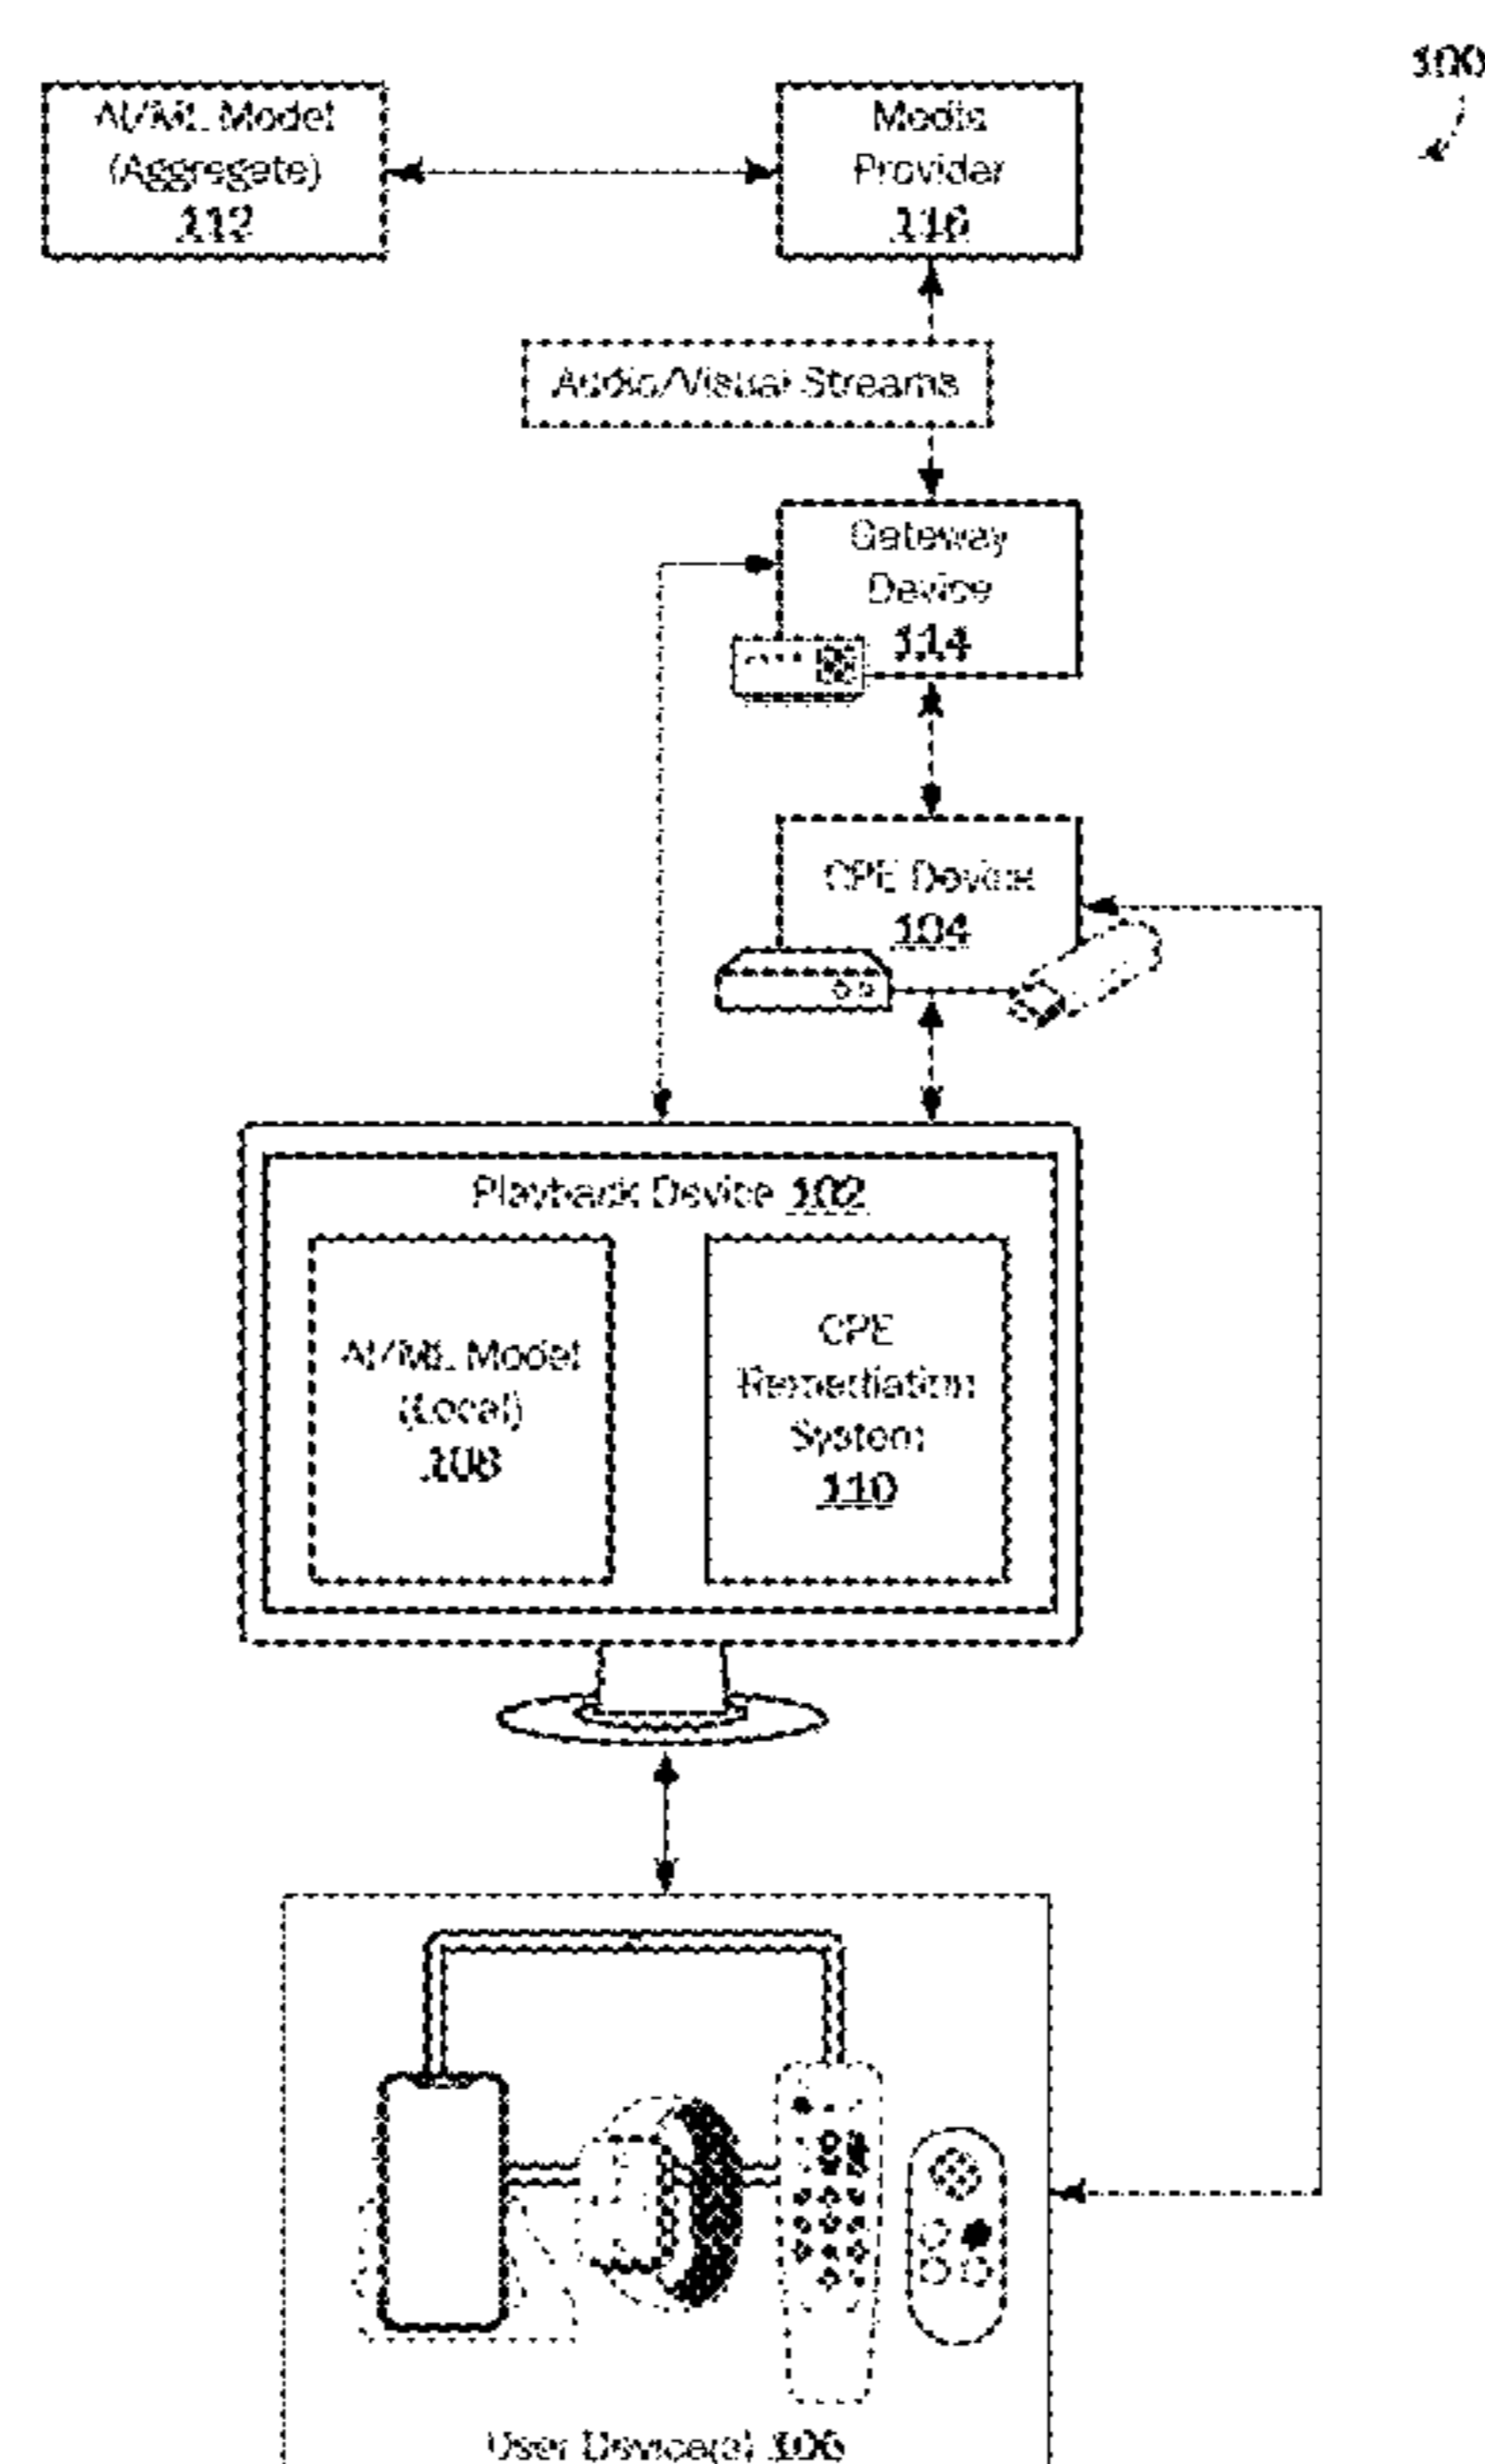 100
AI/ML Model
(Aggregate)
112
Media
Provider
116
Audio/Visual Streams
Gateway
Device
114
CPE Device
104
Playback Device 102
AI/ML Model
(Local)
108
CPE
Remediation
System
110
User Device(s) 106